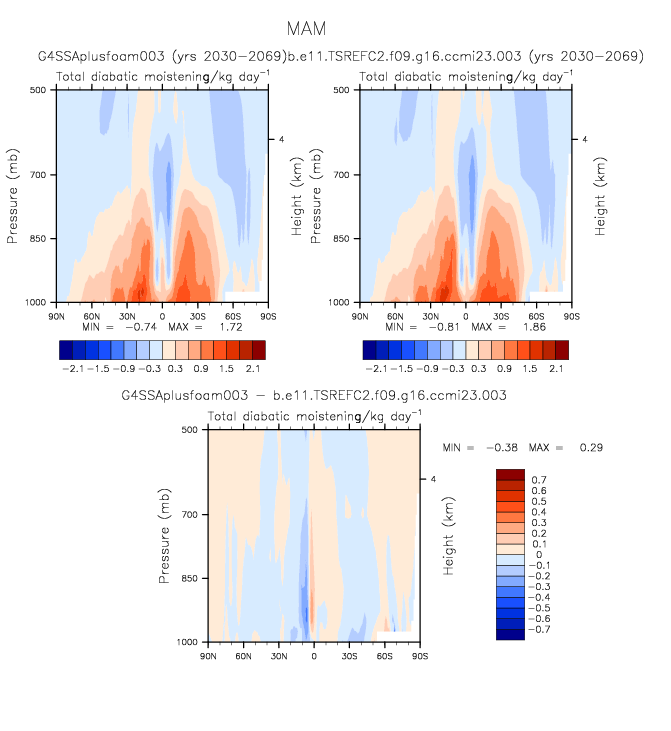 MAM
G4SSAplusfoam003 (yrs 2030-2069)b.e11.TSREFC2.f09.g16.ccmi23.003 (yrs 2030-2069)
Total diabatic moistening/kg day⁻¹ Total diabatic moistening/kg day⁻¹
500 500
4 4
700 700
Pressure (mb) Height (km) Pressure (mb) Height (km)
850 850
1000 1000
90N 60N 30N 0 30S 60S 90S 90N 60N 30N 0 30S 60S 90S
MIN = -0.74 MAX = 1.72 MIN = -0.81 MAX = 1.86
-2.1 -1.5 -0.9 -0.3 0.3 0.9 1.5 2.1 -2.1 -1.5 -0.9 -0.3 0.3 0.9 1.5 2.1
G4SSAplusfoam003 - b.e11.TSREFC2.f09.g16.ccmi23.003
Total diabatic moistening/kg day⁻¹
500
MIN = -0.38 MAX = 0.29
4
700
Pressure (mb) Height (km)
850
1000
90N 60N 30N 0 30S 60S 90S
0.7
0.6
0.5
0.4
0.3
0.2
0.1
0
-0.1
-0.2
-0.3
-0.4
-0.5
-0.6
-0.7